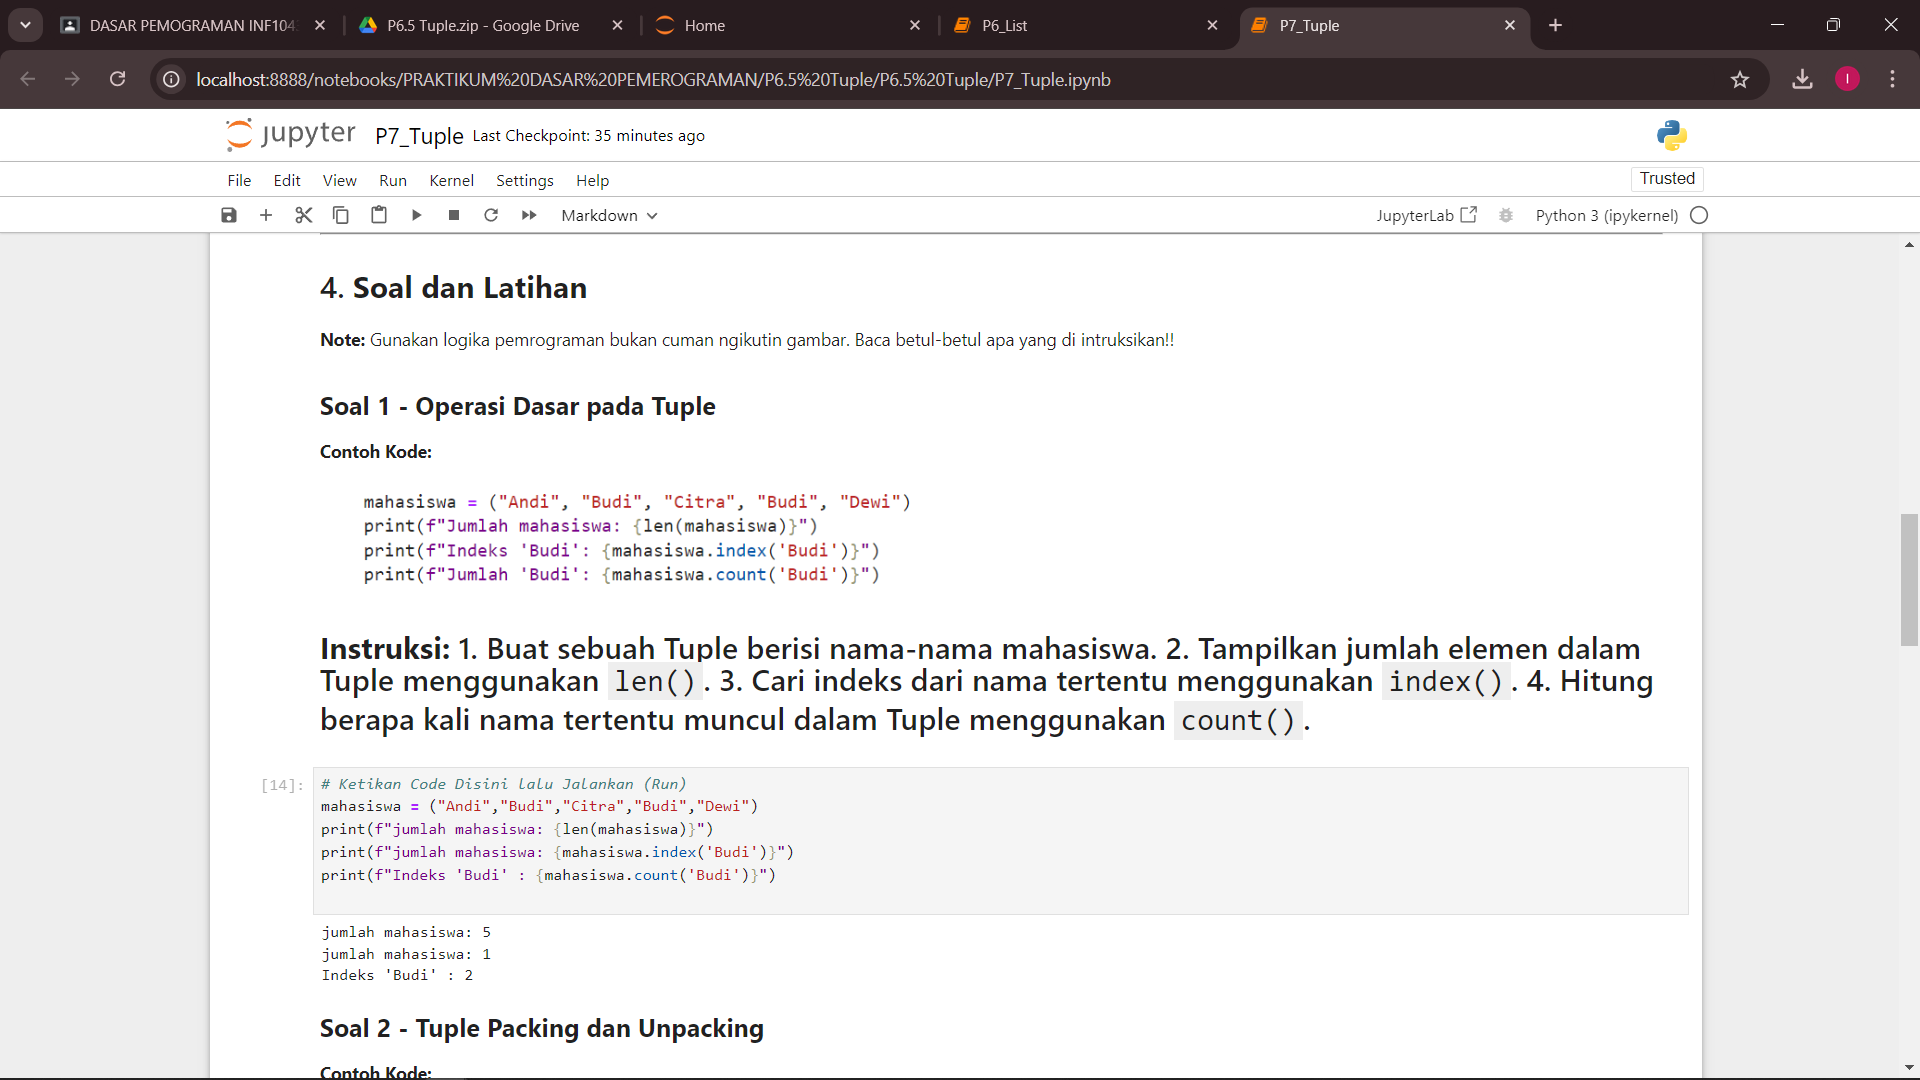 DASAR PEMOGRAMAN INF104
P6.5 Tuple.zip - Google Drive
Home
P6_List
P7_Tuple
localhost:8888/notebooks/PRAKTIKUM%20DASAR%20PEMEROGRAMAN/P6.5%20Tuple/P6.5%20Tuple/P7_Tuple.ipynb
I
jupyter P7_Tuple Last Checkpoint: 35 minutes ago
File Edit View Run Kernel Settings Help
Trusted
Markdown
JupyterLab
Python 3 (ipykernel)
4. Soal dan Latihan
Note: Gunakan logika pemrograman bukan cuman ngikutin gambar. Baca betul-betul apa yang di intruksikan!!
Soal 1 - Operasi Dasar pada Tuple
Contoh Kode:
mahasiswa = ("Andi", "Budi", "Citra", "Budi", "Dewi")
print(f"Jumlah mahasiswa: {len(mahasiswa)}")
print(f"Indeks 'Budi': {mahasiswa.index('Budi')}")
print(f"Jumlah 'Budi': {mahasiswa.count('Budi')}")
Instruksi: 1. Buat sebuah Tuple berisi nama-nama mahasiswa. 2. Tampilkan jumlah elemen dalam
Tuple menggunakan len() . 3. Cari indeks dari nama tertentu menggunakan index() . 4. Hitung
berapa kali nama tertentu muncul dalam Tuple menggunakan count() .
[14]:
# Ketikan Code Disini lalu Jalankan (Run)
mahasiswa = ("Andi","Budi","Citra","Budi","Dewi")
print(f"jumlah mahasiswa: {len(mahasiswa)}")
print(f"jumlah mahasiswa: {mahasiswa.index('Budi')}")
print(f"Indeks 'Budi' : {mahasiswa.count('Budi')}")
jumlah mahasiswa: 5
jumlah mahasiswa: 1
Indeks 'Budi' : 2
Soal 2 - Tuple Packing dan Unpacking
Contoh Kode: